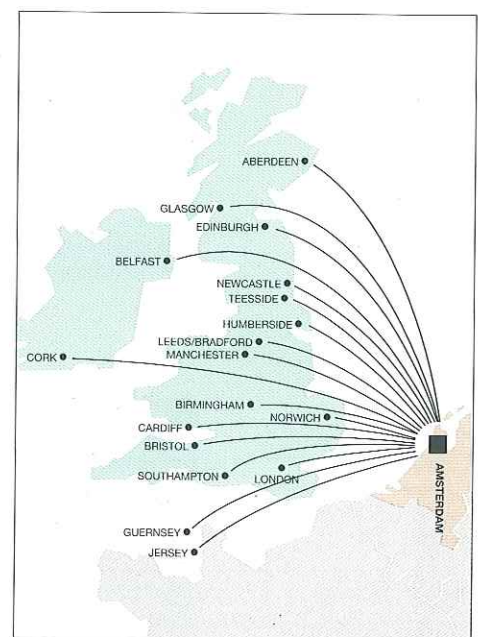 ABERDEEN
GLASGOW
EDINBURGH
BELFAST
NEWCASTLE
TEESSIDE
HUMBERSIDE
LEEDS/BRADFORD
MANCHESTER
CORK
BIRMINGHAM
NORWICH
CARDIFF
BRISTOL
SOUTHAMPTON
LONDON
AMSTERDAM
GUERNSEY
JERSEY